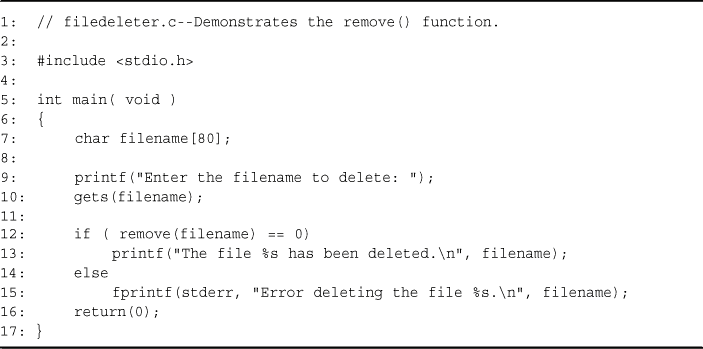 1:  // filedeleter.c--Demonstrates the remove() function.
2:
3:  #include <stdio.h>
4:
5:  int main( void )
6:  {
7:      char filename[80];
8:
9:      printf("Enter the filename to delete: ");
10:     gets(filename);
11:
12:     if ( remove(filename) == 0)
13:         printf("The file %s has been deleted.\n", filename);
14:     else
15:         fprintf(stderr, "Error deleting the file %s.\n", filename);
16:     return(0);
17: }